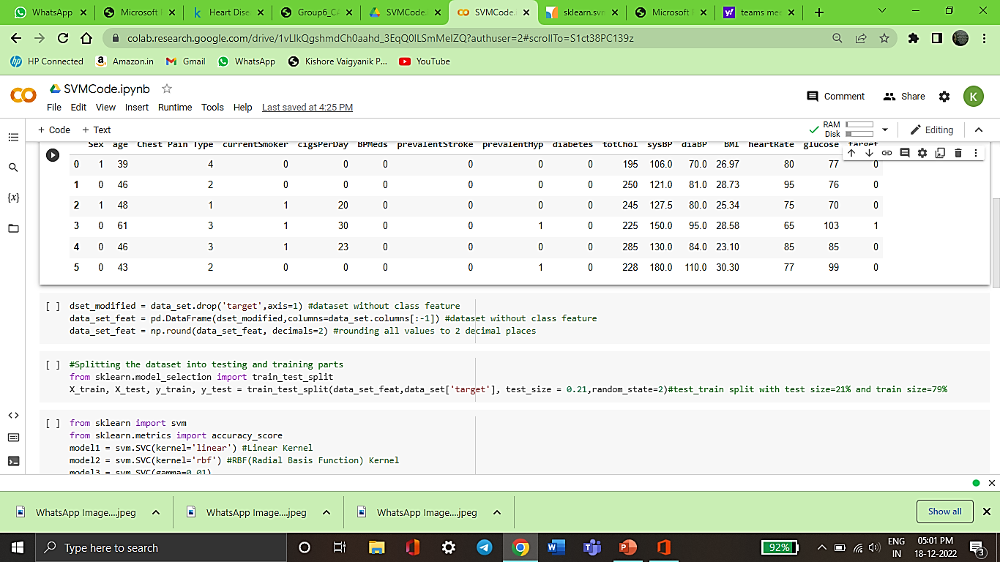 WhatsApp Microsoft Heart Dise Group6_CA SVMCode. SVMCode. sklearn.svm Microsoft teams mee
colab.research.google.com/drive/
HP Connected Amazon.in Gmail WhatsApp Kishore Vaigyanik P... YouTube
SVMCode.ipynb
Comment Share K
File Edit View Insert Runtime Tools Help Last saved at 4:25 PM
+ Code + Text RAM Disk Editing
Sex age Chest Pain Type currentSmoker cigsPerDay BPMeds prevalentStroke prevalentHyp diabetes totChol sysBP diaBP BMI heartRate glucose target
0 1 39 4 0 0 0 0 0 0 195 106.0 70.0 26.97 80 77 0
1 0 46 2 0 0 0 0 0 0 250 121.0 81.0 28.73 95 76 0
2 1 48 1 1 20 0 0 0 0 245 127.5 80.0 25.34 75 70 0
3 0 61 3 1 30 0 0 1 0 225 150.0 95.0 28.58 65 103 1
4 0 46 3 1 23 0 0 0 0 285 130.0 84.0 23.10 85 85 0
5 0 43 2 0 0 0 0 1 0 228 180.0 110.0 30.30 77 99 0
[ ] dset_modified = data_set.drop('target',axis=1) #dataset without class feature
data_set_feat = pd.DataFrame(dset_modified,columns=data_set.columns[:-1]) #dataset without class feature
data_set_feat = np.round(data_set_feat, decimals=2) #rounding all values to 2 decimal places
[ ] #Splitting the dataset into testing and training parts
from sklearn.model_selection import train_test_split
X_train, X_test, y_train, y_test = train_test_split(data_set_feat,data_set['target'], test_size = 0.21,random_state=2)#test_train split with test size=21% and train size=79%
[ ] from sklearn import svm
from sklearn.metrics import accuracy_score
model1 = svm.SVC(kernel='linear') #Linear Kernel
model2 = svm.SVC(kernel='rbf') #RBF(Radial Basis Function) Kernel
model3 = svm.SVC(gamma=0.01)
WhatsApp Image....jpeg WhatsApp Image....jpeg WhatsApp Image....jpeg Show all
Type here to search 92% ENG 05:01 PM
IN 18-12-2022 3